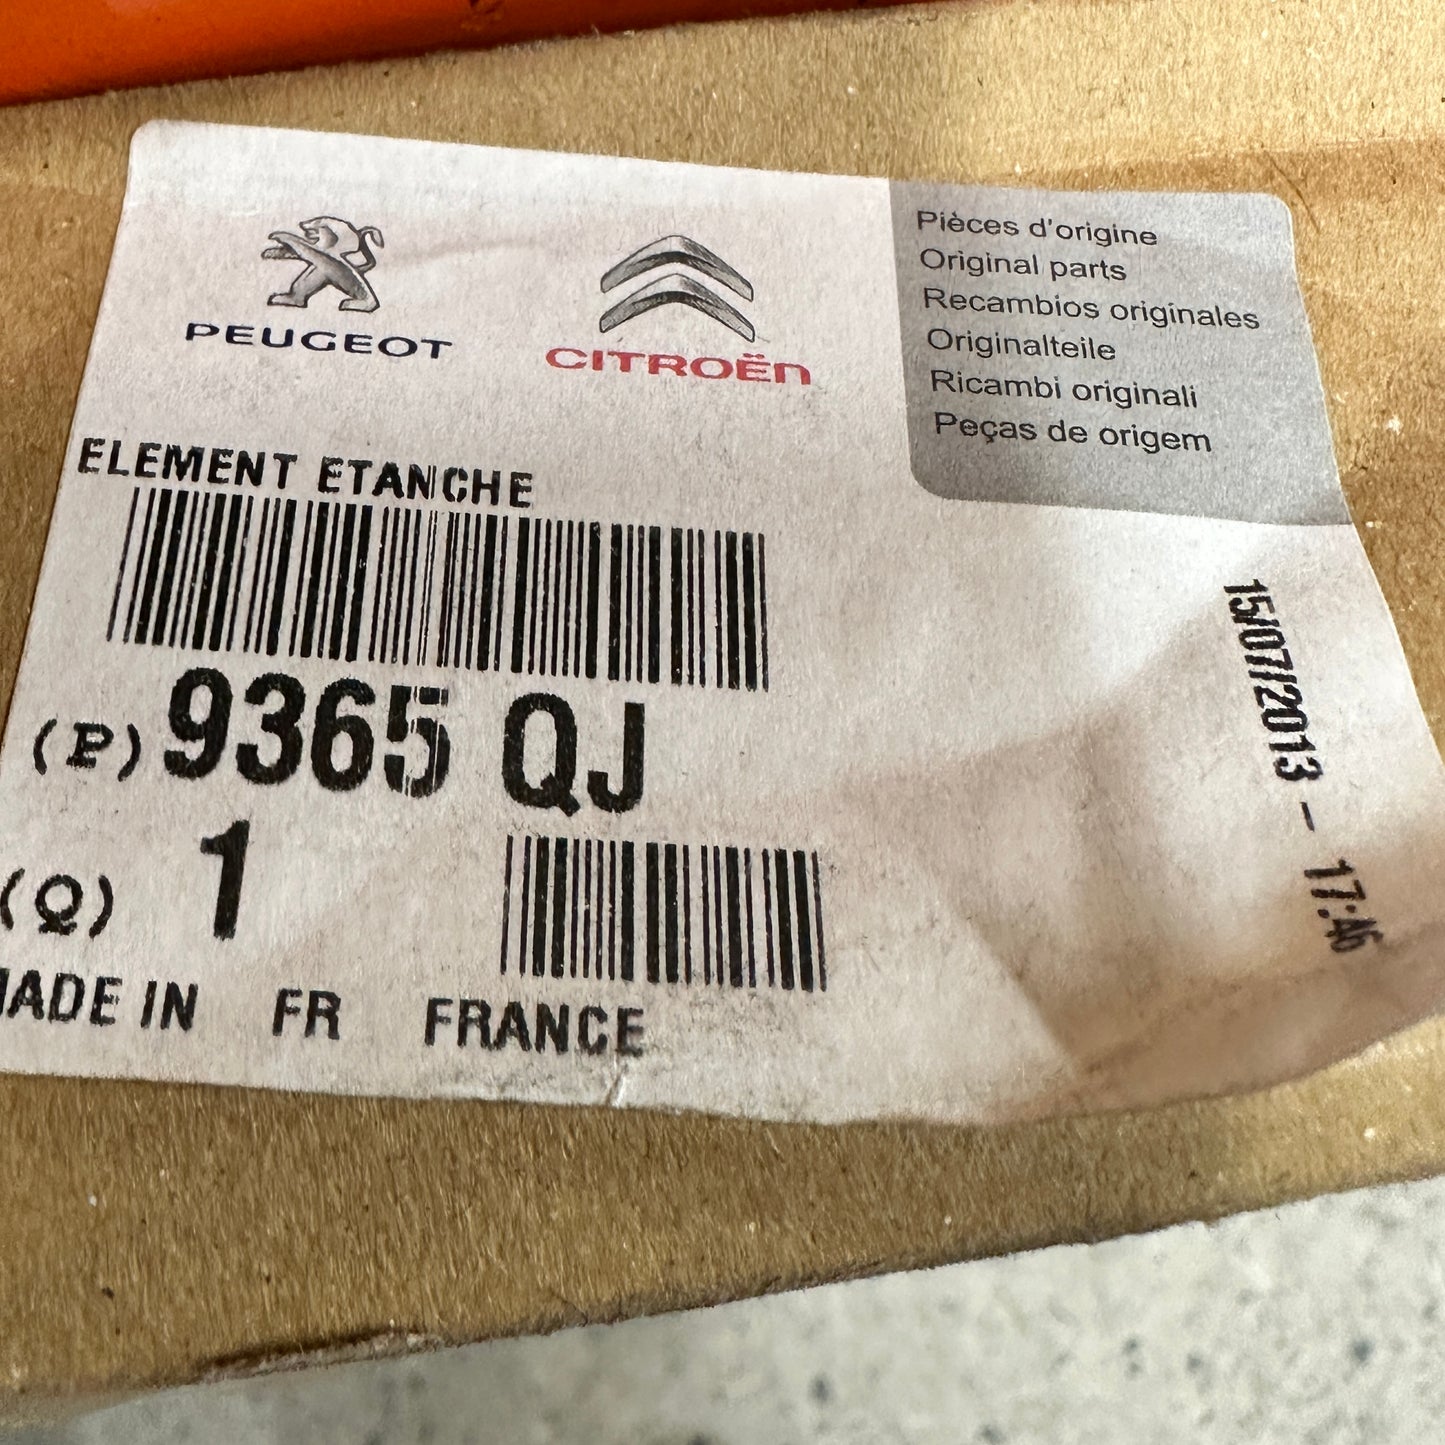 PEUGEOT
CITROËN
Pièces d'origine
Original parts
Recambios originales
Originalteile
Ricambi originali
Peças de origem
ELEMENT ETANCHE
(P) 9365 QJ
(Q) 1
MADE IN FR FRANCE
15/07/2013 - 17:46